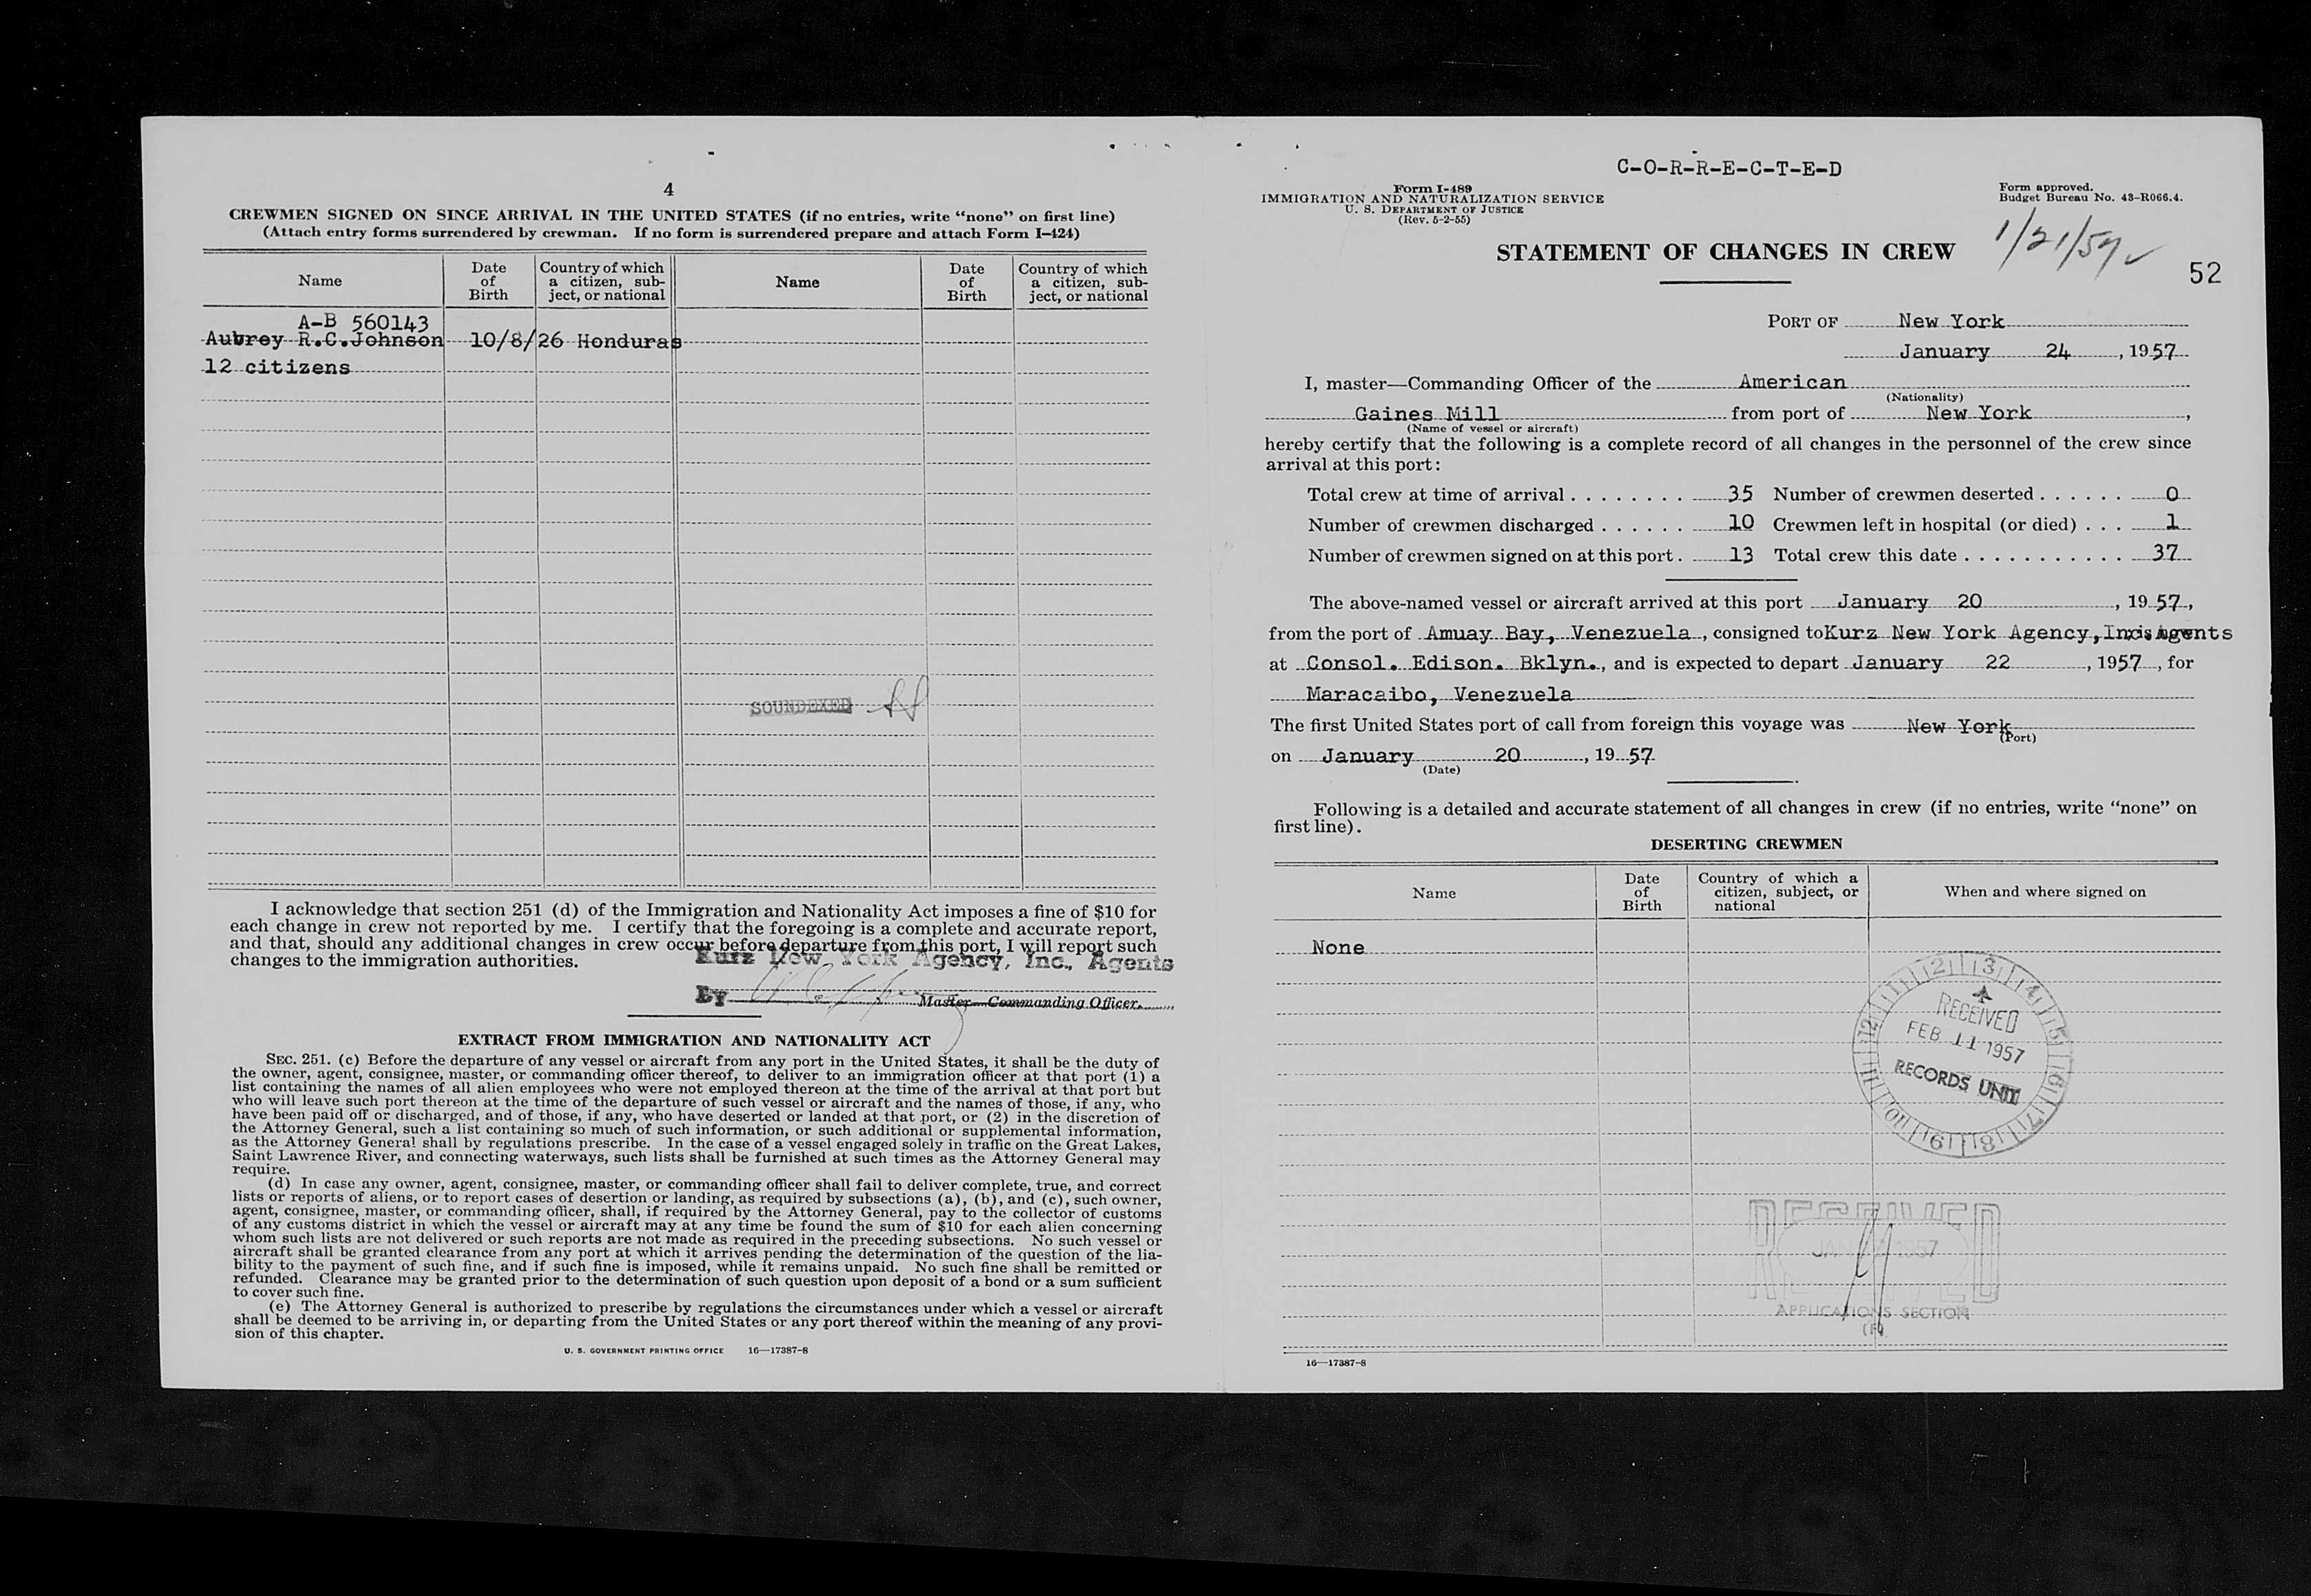 4
CREWMEN SIGNED ON SINCE ARRIVAL IN THE UNITED STATES (if no entries, write “none” on first line)
(Attach entry forms surrendered by crewman. If no form is surrendered prepare and attach Form I–424)
Name Date of Birth Country of which a citizen, subject, or national Name Date of Birth Country of which a citizen, subject, or national
A-B 560143
Aubrey R.C.Johnson 10/8/26 Honduras
12 citizens
SOUNDEXED
I acknowledge that section 251 (d) of the Immigration and Nationality Act imposes a fine of $10 for
each change in crew not reported by me. I certify that the foregoing is a complete and accurate report,
and that, should any additional changes in crew occur before departure from this port, I will report such
changes to the immigration authorities.
Kurz New York Agency, Inc., Agents
By Master—Commanding Officer.
EXTRACT FROM IMMIGRATION AND NATIONALITY ACT
SEC. 251. (c) Before the departure of any vessel or aircraft from any port in the United States, it shall be the duty of
the owner, agent, consignee, master, or commanding officer thereof, to deliver to an immigration officer at that port (1) a
list containing the names of all alien employees who were not employed thereon at the time of the arrival at that port but
who will leave such port thereon at the time of the departure of such vessel or aircraft and the names of those, if any, who
have been paid off or discharged, and of those, if any, who have deserted or landed at that port, or (2) in the discretion of
the Attorney General, such a list containing so much of such information, or such additional or supplemental information,
as the Attorney General shall by regulations prescribe. In the case of a vessel engaged solely in traffic on the Great Lakes,
Saint Lawrence River, and connecting waterways, such lists shall be furnished at such times as the Attorney General may
require.
(d) In case any owner, agent, consignee, master, or commanding officer shall fail to deliver complete, true, and correct
lists or reports of aliens, or to report cases of desertion or landing, as required by subsections (a), (b), and (c), such owner,
agent, consignee, master, or commanding officer, shall, if required by the Attorney General, pay to the collector of customs
of any customs district in which the vessel or aircraft may at any time be found the sum of $10 for each alien concerning
whom such lists are not delivered or such reports are not made as required in the preceding subsections. No such vessel or
aircraft shall be granted clearance from any port at which it arrives pending the determination of the question of the lia-
bility to the payment of such fine, and if such fine is imposed, while it remains unpaid. No such fine shall be remitted or
refunded. Clearance may be granted prior to the determination of such question upon deposit of a bond or a sum sufficient
to cover such fine.
(e) The Attorney General is authorized to prescribe by regulations the circumstances under which a vessel or aircraft
shall be deemed to be arriving in, or departing from the United States or any port thereof within the meaning of any provi-
sion of this chapter.
U. S. GOVERNMENT PRINTING OFFICE 16—17387-8
C-O-R-R-E-C-T-E-D
Form I-489
IMMIGRATION AND NATURALIZATION SERVICE
U. S. DEPARTMENT OF JUSTICE
(Rev. 5-2-55)
Form approved.
Budget Bureau No. 43-R066.4.
1/21/57
STATEMENT OF CHANGES IN CREW
52
PORT OF New York
January 24, 1957
I, master—Commanding Officer of the American
(Nationality)
Gaines Mill from port of New York,
(Name of vessel or aircraft)
hereby certify that the following is a complete record of all changes in the personnel of the crew since
arrival at this port:
Total crew at time of arrival 35 Number of crewmen deserted 0
Number of crewmen discharged 10 Crewmen left in hospital (or died) 1
Number of crewmen signed on at this port. 13 Total crew this date 37
The above-named vessel or aircraft arrived at this port January 20, 1957,
from the port of Amuay Bay, Venezuela, consigned to Kurz New York Agency, Inc. Agents
at Consol. Edison. Bklyn., and is expected to depart January 22, 1957, for
Maracaibo, Venezuela
The first United States port of call from foreign this voyage was New York
(Port)
on January 20, 1957
(Date)
Following is a detailed and accurate statement of all changes in crew (if no entries, write “none” on
first line).
DESERTING CREWMEN
Name Date of Birth Country of which a citizen, subject, or national When and where signed on
None
12 1 2 3 4 5 6 7 8 9 10 11
RECEIVED
FEB 11 1957
RECORDS UNIT
RECEIVED
JAN 1957
APPLICATIONS SECTION
16—17387-8